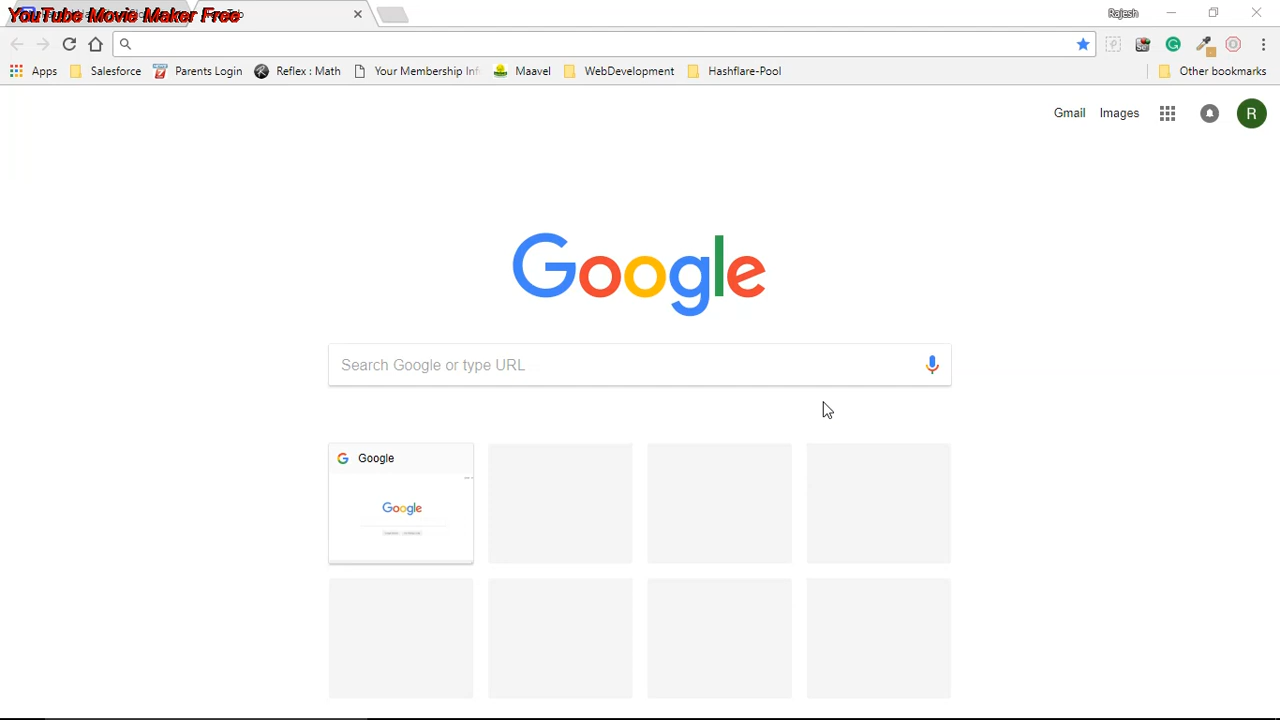 YouTube Movie Maker Free
Rajesh
Apps Salesforce Parents Login Reflex : Math Your Membership Inf Maavel WebDevelopment Hashflare-Pool Other bookmarks
Gmail Images R
Google
Search Google or type URL
Google
Google